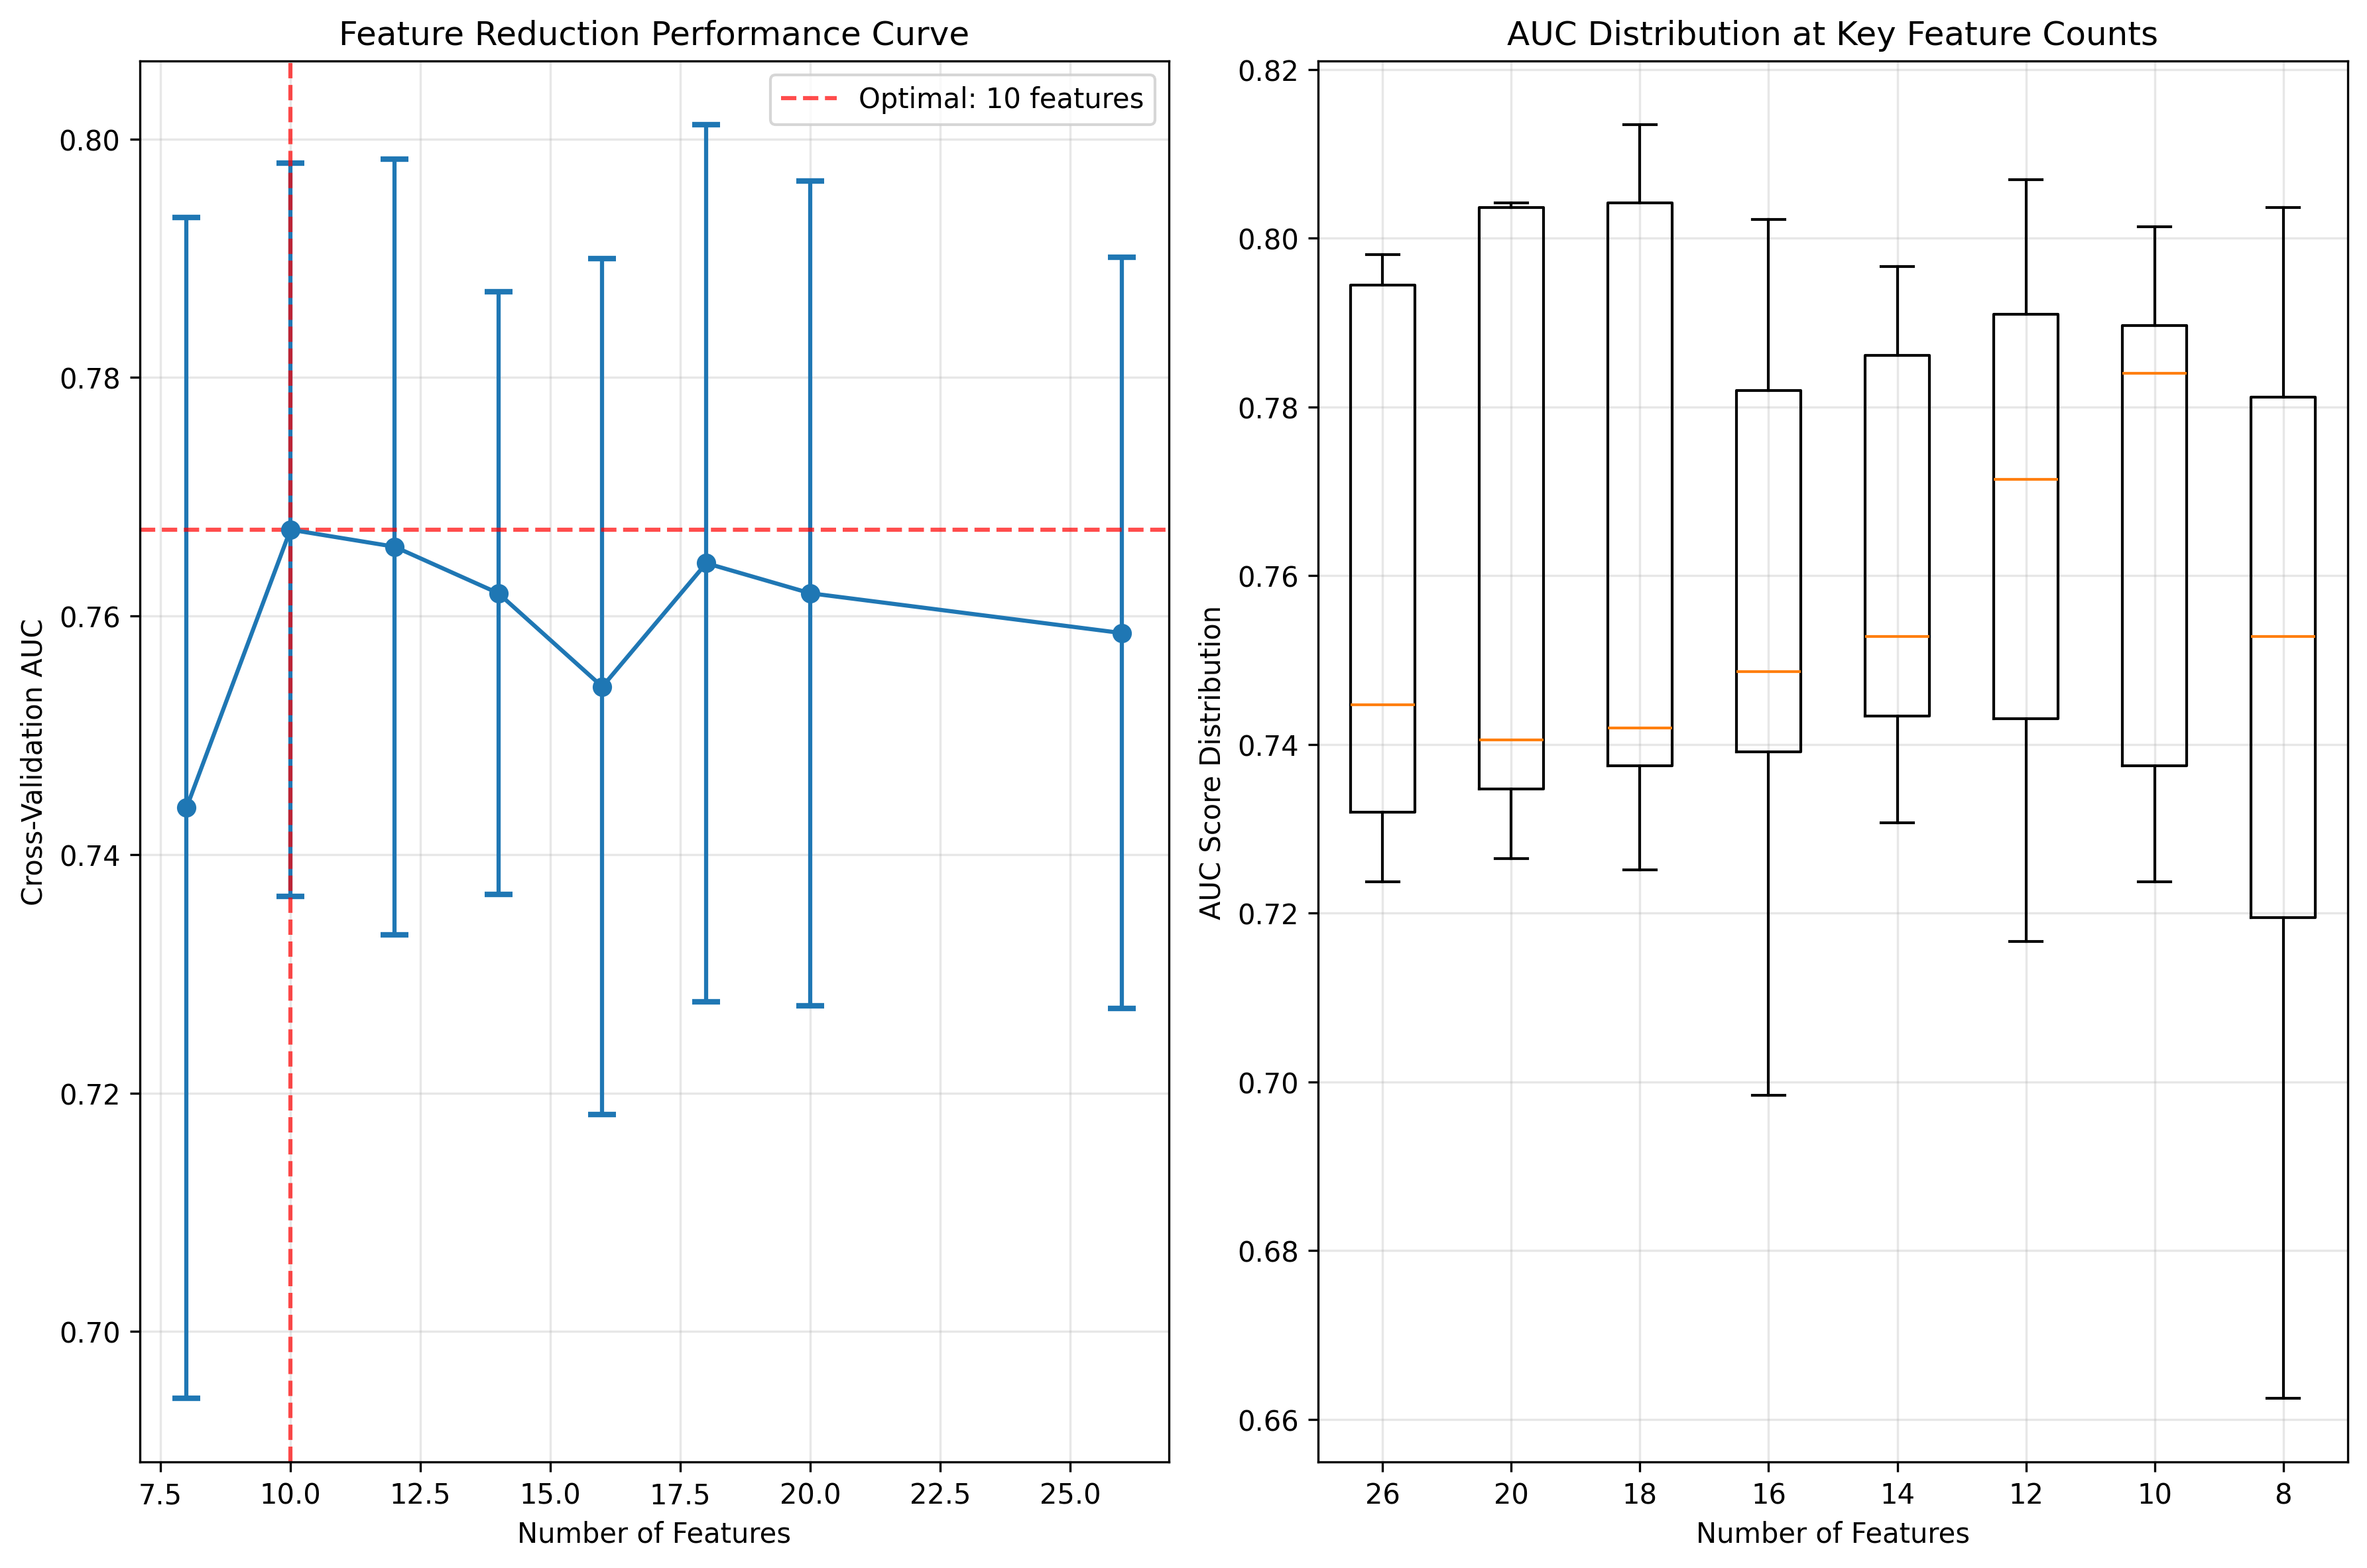 Feature Reduction Performance Curve
Optimal: 10 features
Cross-Validation AUC
0.80
0.78
0.76
0.74
0.72
0.70
7.5 10.0 12.5 15.0 17.5 20.0 22.5 25.0
Number of Features
AUC Distribution at Key Feature Counts
AUC Score Distribution
0.82
0.80
0.78
0.76
0.74
0.72
0.70
0.68
0.66
26 20 18 16 14 12 10 8
Number of Features